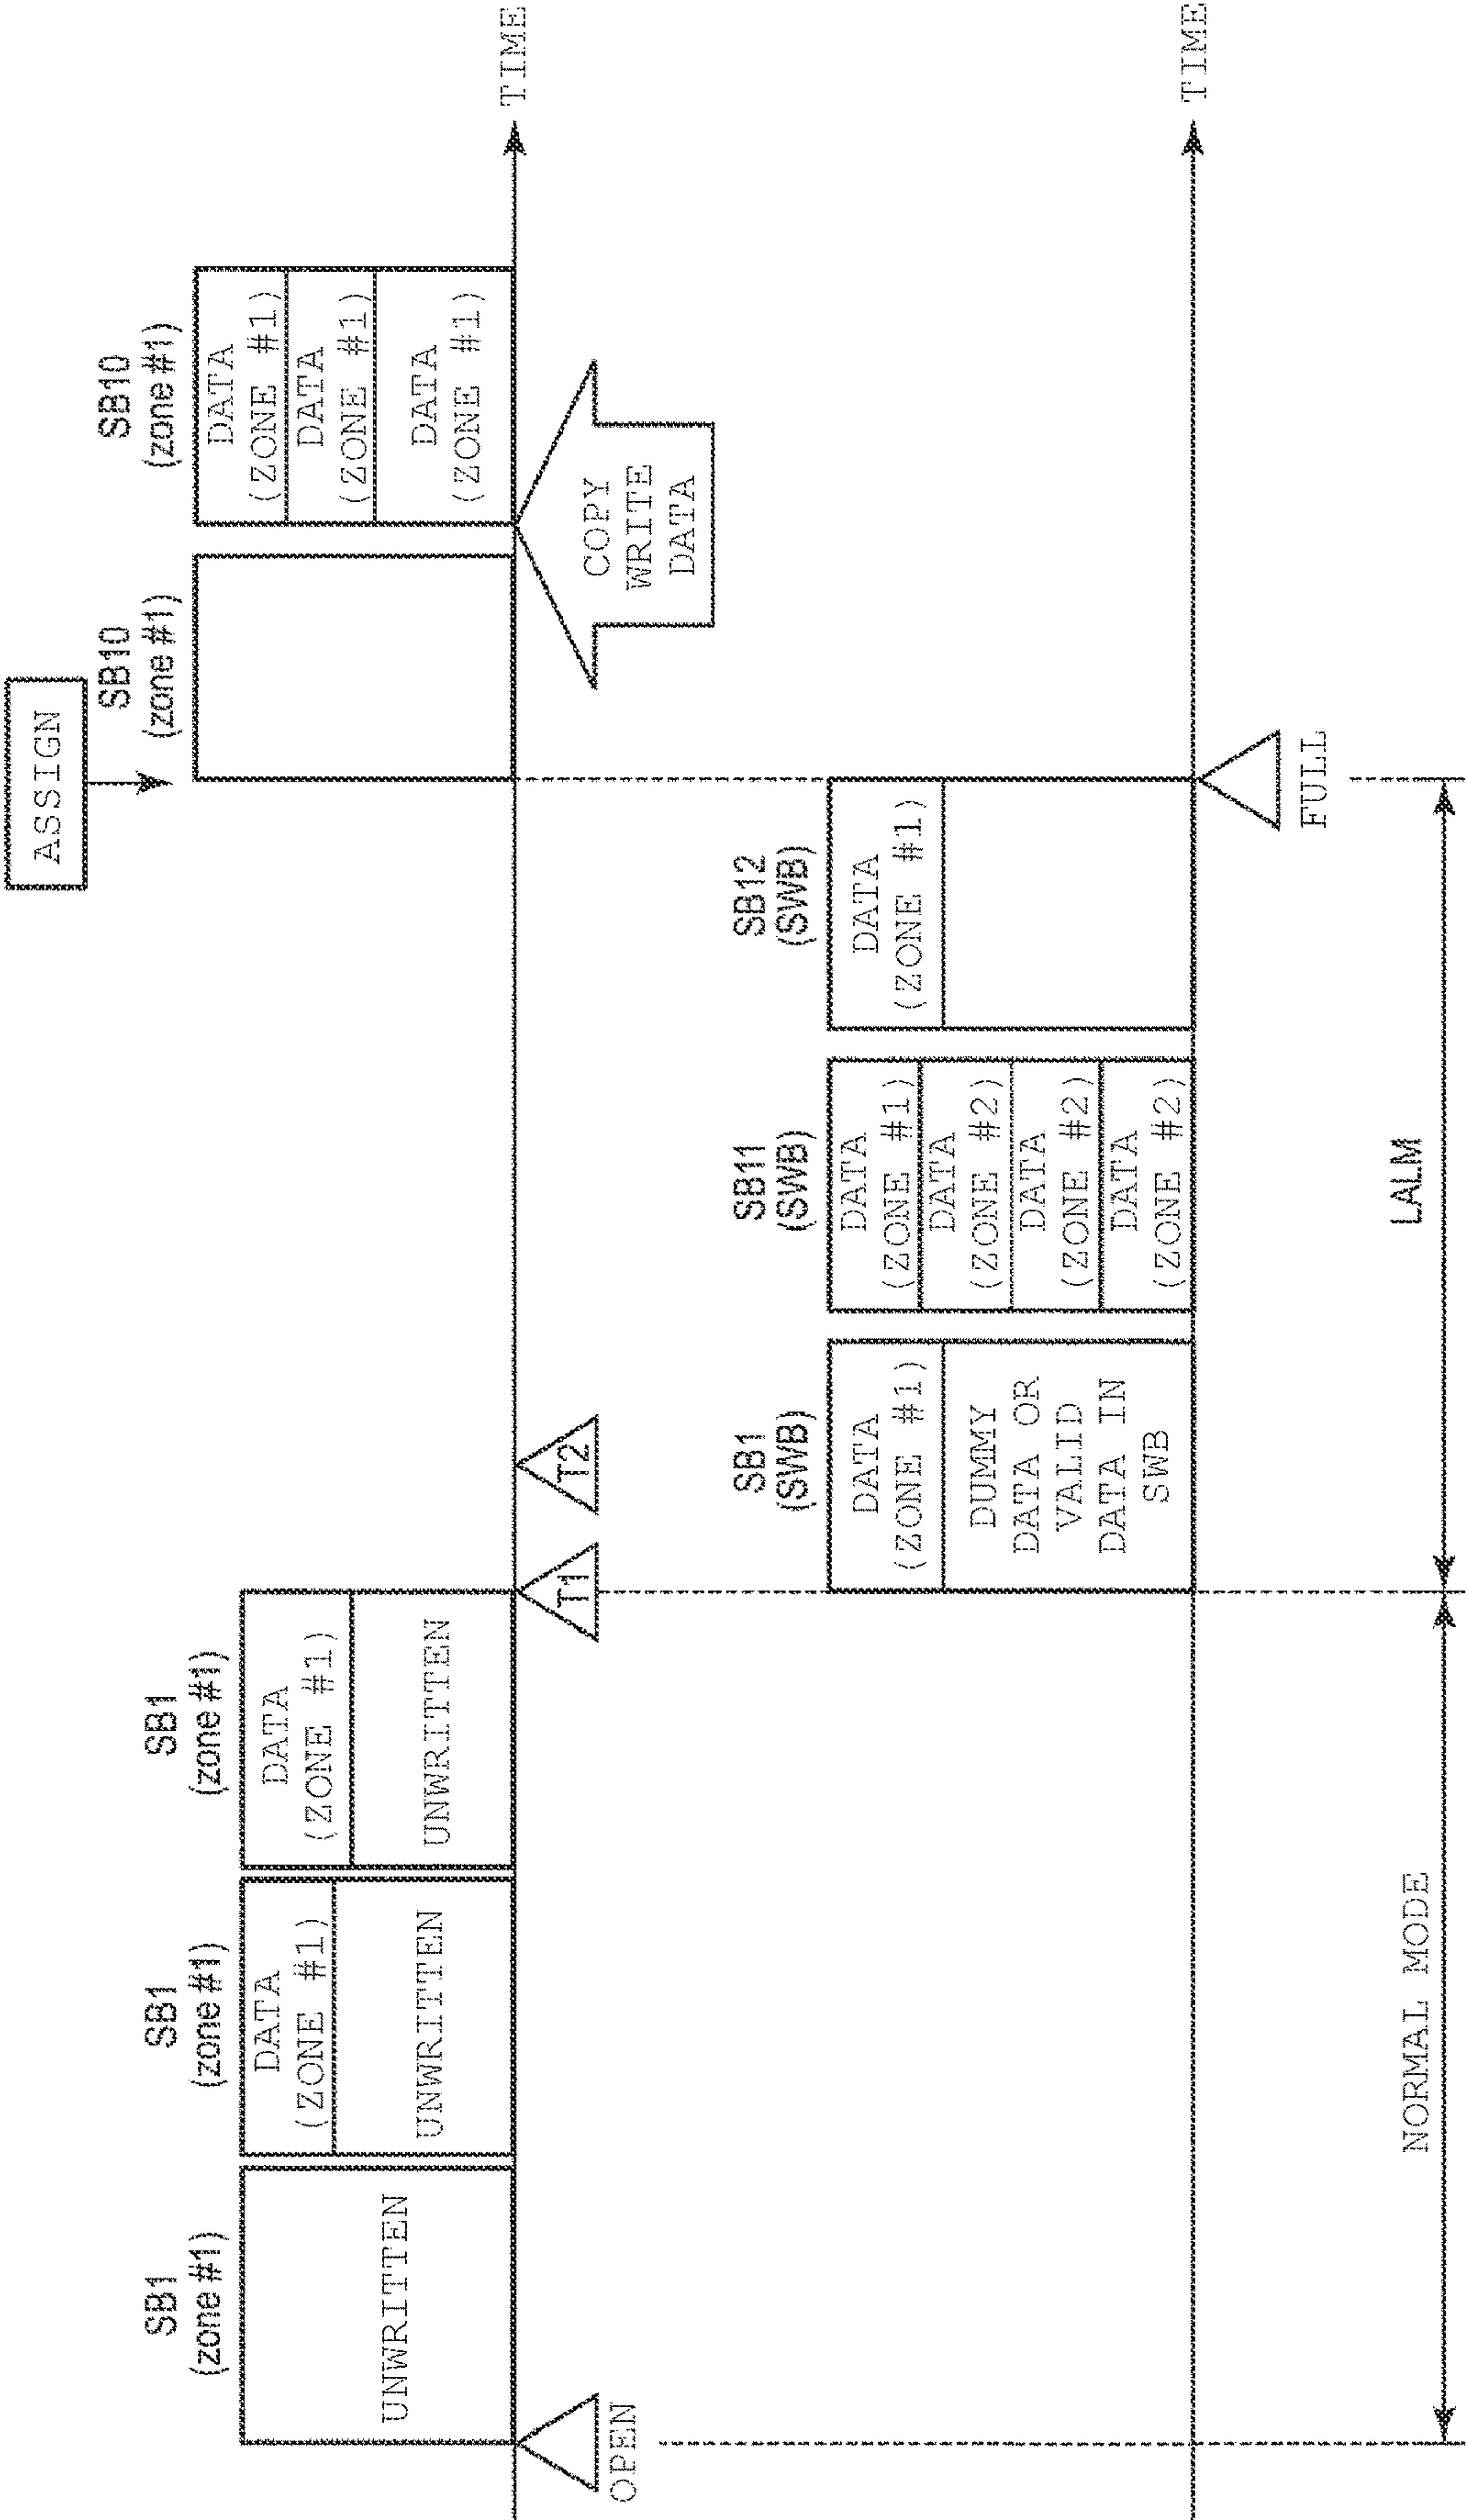 ASSIGN
SB1
(zone #1)
UNWRITTEN
SB1
(zone #1)
DATA
(ZONE #1)
UNWRITTEN
SB1
(zone #1)
DATA
(ZONE #1)
UNWRITTEN
SB10
(zone #1)
SB10
(zone #1)
DATA
(ZONE #1)
DATA
(ZONE #1)
DATA
(ZONE #1)
TIME
OPEN
T1
T2
COPY
WRITE
DATA
SB1
(SWB)
DATA
(ZONE #1)
DUMMY
DATA OR
VALID
DATA IN
SWB
SB11
(SWB)
DATA
(ZONE #1)
DATA
(ZONE #2)
DATA
(ZONE #2)
DATA
(ZONE #2)
SB12
(SWB)
DATA
(ZONE #1)
TIME
FULL
NORMAL MODE
LALM